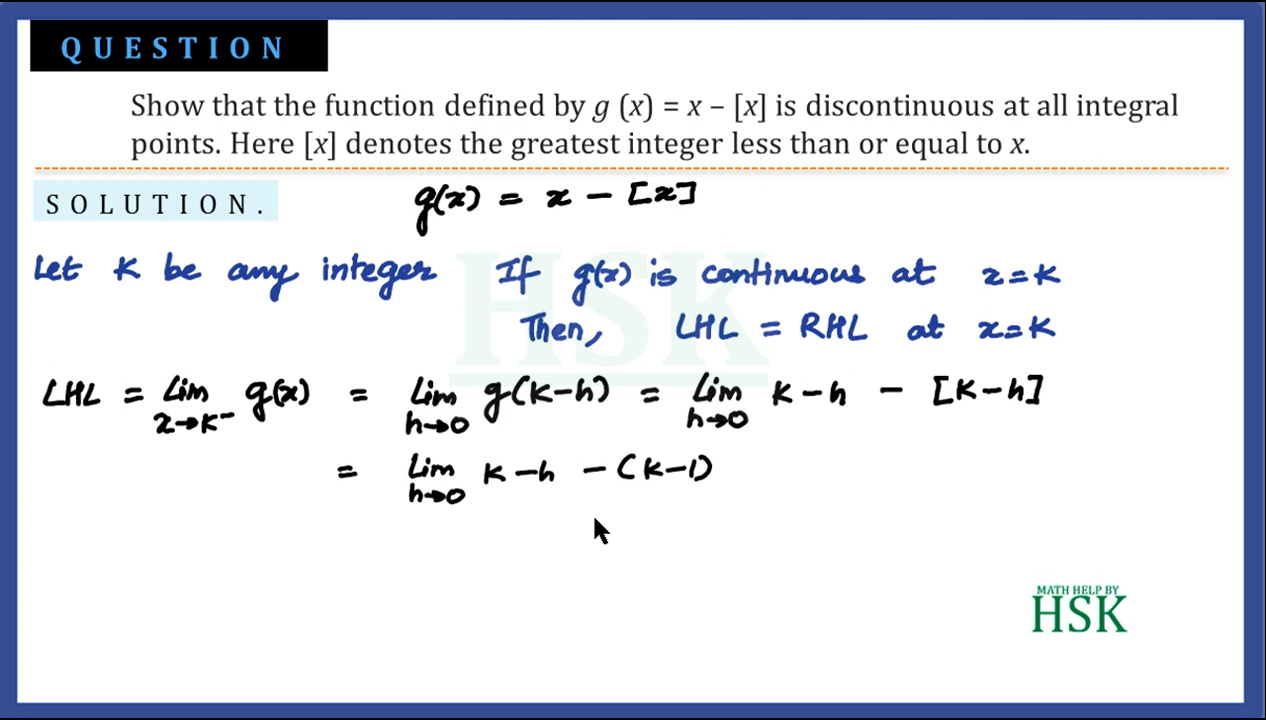 QUESTION
Show that the function defined by g (x) = x – [x] is discontinuous at all integral
points. Here [x] denotes the greatest integer less than or equal to x.
SOLUTION.
g(x) = x - [x]
Let K be any integer If g(x) is continuous at x=K
Then, LHL = RHL at x=K
LHL = Lim x→K⁻ g(x) = Lim h→0 g(K-h) = Lim h→0 K-h - [K-h]
= Lim h→0 K-h - (K-1)
HSK
MATH HELP BY
HSK